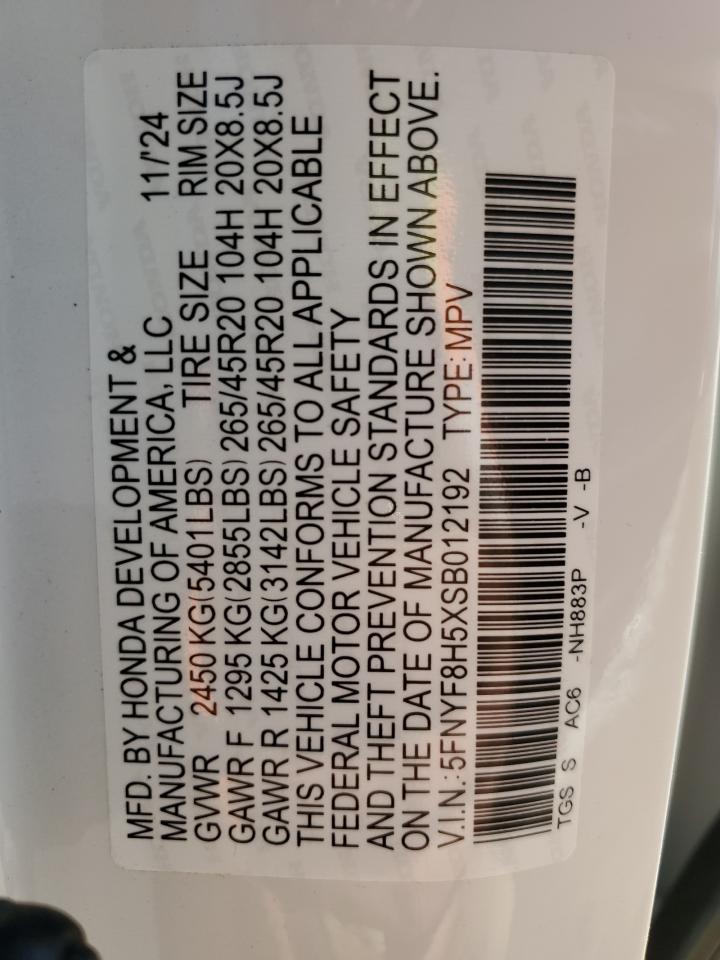 MFD. BY HONDA DEVELOPMENT &
MANUFACTURING OF AMERICA, LLC 11/'24
GVWR 2450 KG(5401LBS) TIRE SIZE RIM SIZE
GAWR F 1295 KG(2855LBS) 265/45R20 104H 20X8.5J
GAWR R 1425 KG(3142LBS) 265/45R20 104H 20X8.5J
THIS VEHICLE CONFORMS TO ALL APPLICABLE
FEDERAL MOTOR VEHICLE SAFETY
AND THEFT PREVENTION STANDARDS IN EFFECT
ON THE DATE OF MANUFACTURE SHOWN ABOVE.
V.I.N.:5FNYF8H5XSB012192 TYPE: MPV
TGS S AC6 -NH883P -V -B